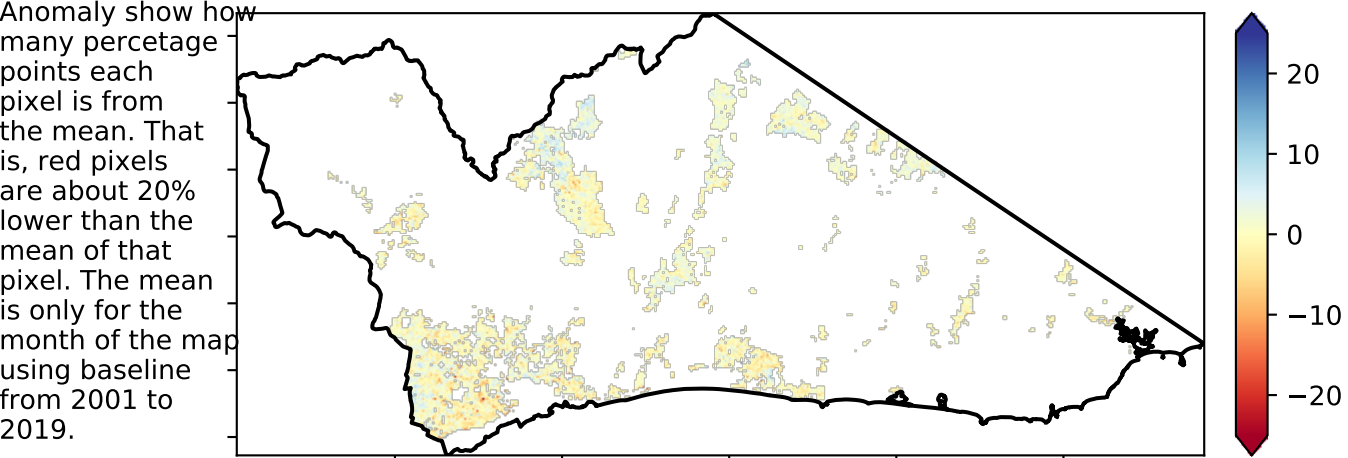 Anomaly show how
many percetage
points each
pixel is from
the mean. That
is, red pixels
are about 20%
lower than the
mean of that
pixel. The mean
is only for the
month of the map
using baseline
from 2001 to
2019.
20
10
0
−10
−20